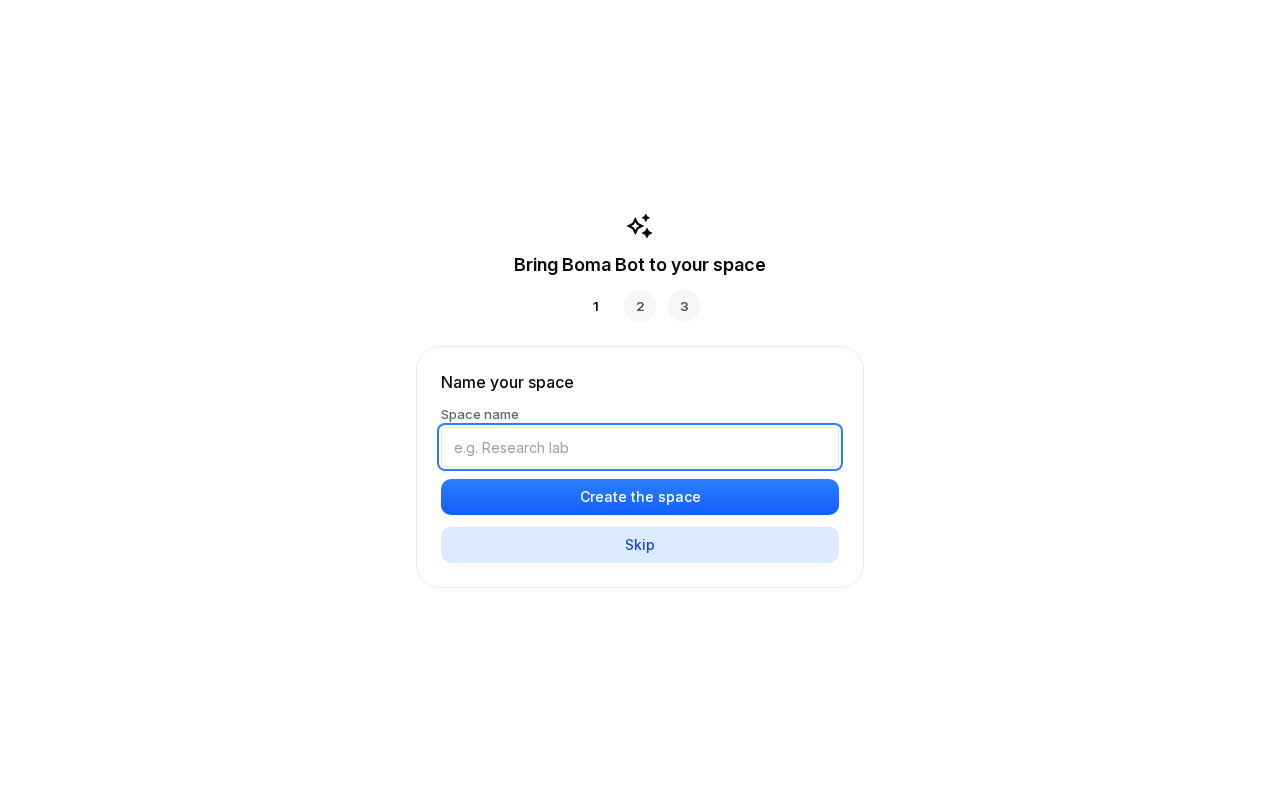 Bring Boma Bot to your space
1 2 3
Name your space
Space name
e.g. Research lab
Create the space
Skip